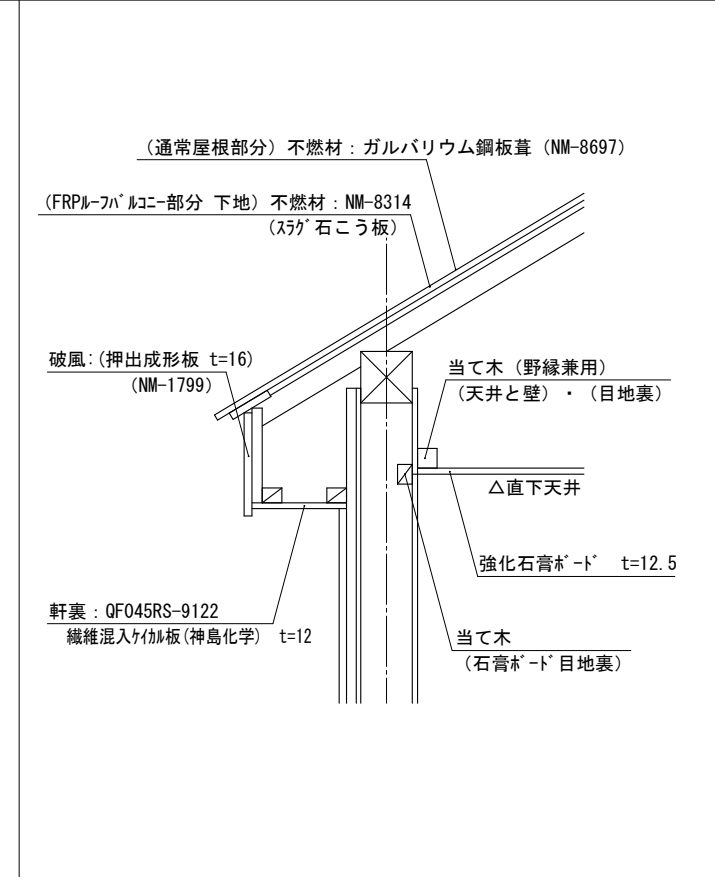 (通常屋根部分) 不燃材：ガルバリウム鋼板葺 (NM-8697)
(FRPﾙｰﾌﾊﾞﾙｺﾆｰ部分 下地) 不燃材：NM-8314
(ｽﾗｸﾞ石こう板)
破風:(押出成形板 t=16)
(NM-1799)
当て木 (野縁兼用)
(天井と壁) ・ (目地裏)
△直下天井
強化石膏ﾎﾞｰﾄﾞ t=12.5
軒裏：QF045RS-9122
繊維混入ｹｲｶﾙ板(神島化学) t=12
当て木
(石膏ﾎﾞｰﾄﾞ目地裏)